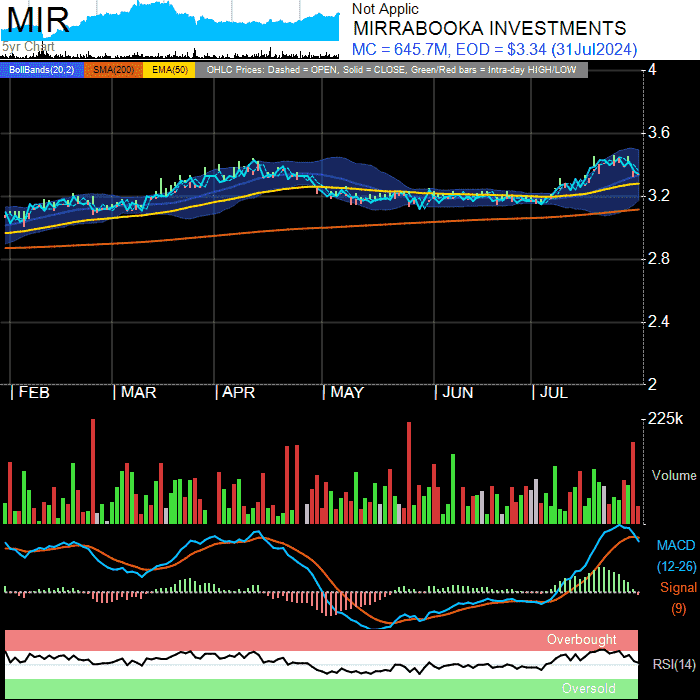 MIR
5yr Chart
Not Applic
MIRRABOOKA INVESTMENTS
MC = 645.7M, EOD = $3.34 (31Jul2024)
BollBands(20,2) SMA(200) EMA(50) OHLC Prices: Dashed = OPEN, Solid = CLOSE, Green/Red bars = Intra-day HIGH/LOW
4
3.6
3.2
2.8
2.4
2
FEB MAR APR MAY JUN JUL
225k
Volume
MACD
(12-26)
Signal
(9)
Overbought
RSI(14)
Oversold